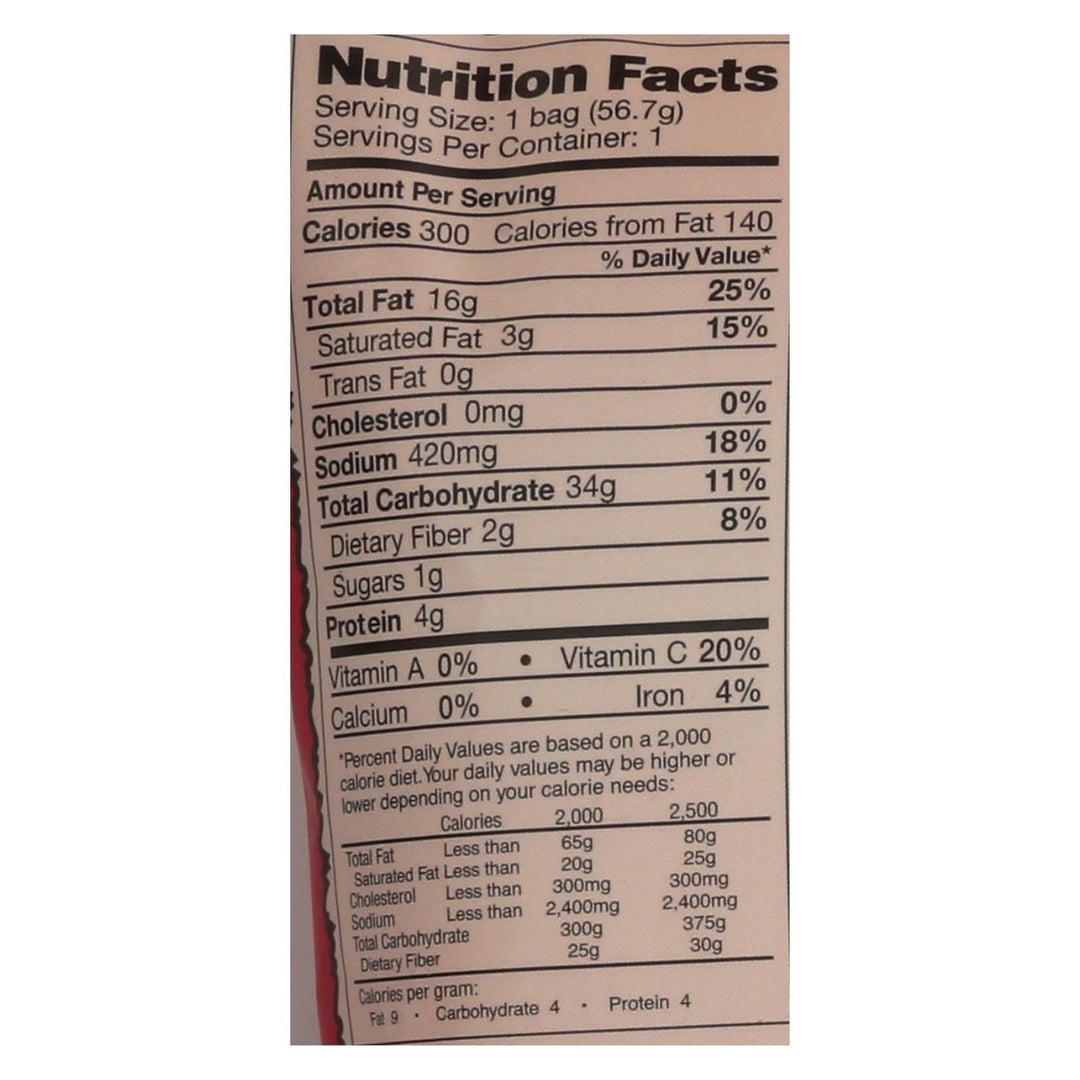 Nutrition Facts
Serving Size: 1 bag (56.7g)
Servings Per Container: 1
Amount Per Serving
Calories 300 Calories from Fat 140
% Daily Value*
Total Fat 16g 25%
Saturated Fat 3g 15%
Trans Fat 0g
Cholesterol 0mg 0%
Sodium 420mg 18%
Total Carbohydrate 34g 11%
Dietary Fiber 2g 8%
Sugars 1g
Protein 4g
Vitamin A 0% • Vitamin C 20%
Calcium 0% • Iron 4%
*Percent Daily Values are based on a 2,000
calorie diet. Your daily values may be higher or
lower depending on your calorie needs:
Calories 2,000 2,500
Total Fat Less than 65g 80g
Saturated Fat Less than 20g 25g
Cholesterol Less than 300mg 300mg
Sodium Less than 2,400mg 2,400mg
Total Carbohydrate 300g 375g
Dietary Fiber 25g 30g
Calories per gram:
Fat 9 • Carbohydrate 4 • Protein 4